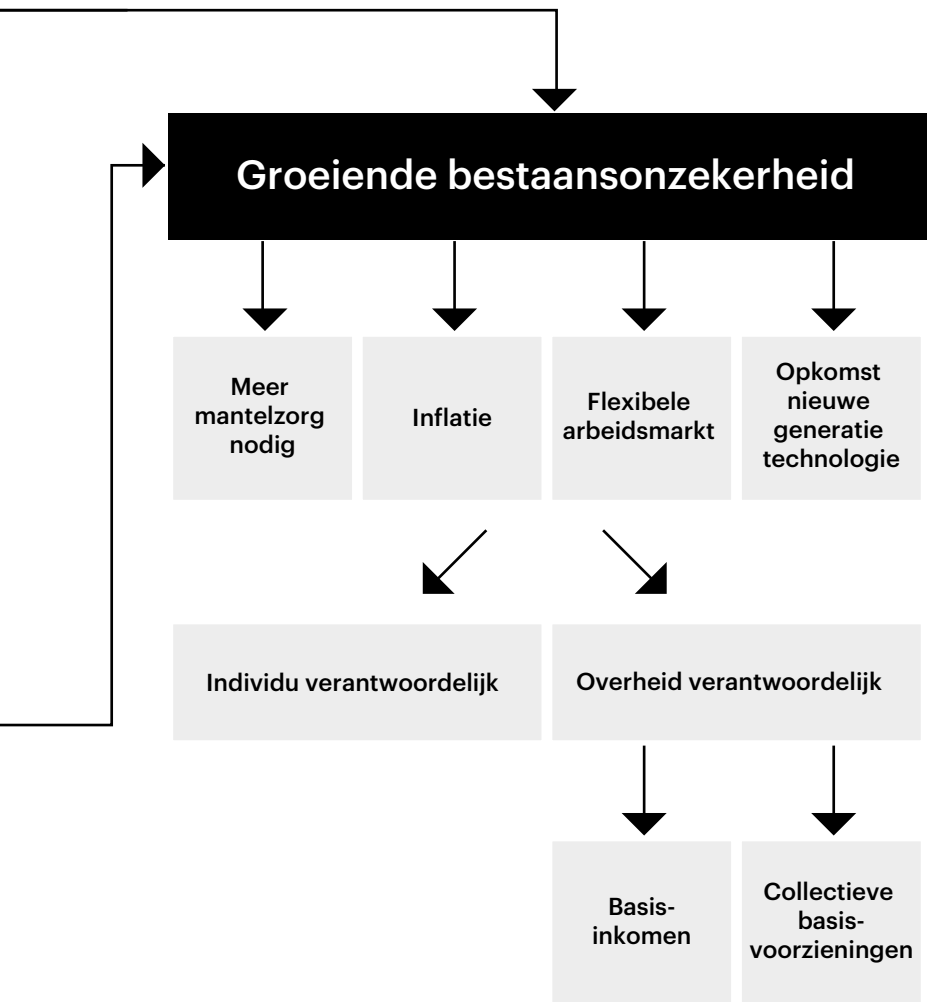 Groeiende bestaansonzekerheid
Meer
mantelzorg
nodig
Inflatie
Flexibele
arbeidsmarkt
Opkomst
nieuwe
generatie
technologie
Individu verantwoordelijk
Overheid verantwoordelijk
Basis-
inkomen
Collectieve
basis-
voorzieningen